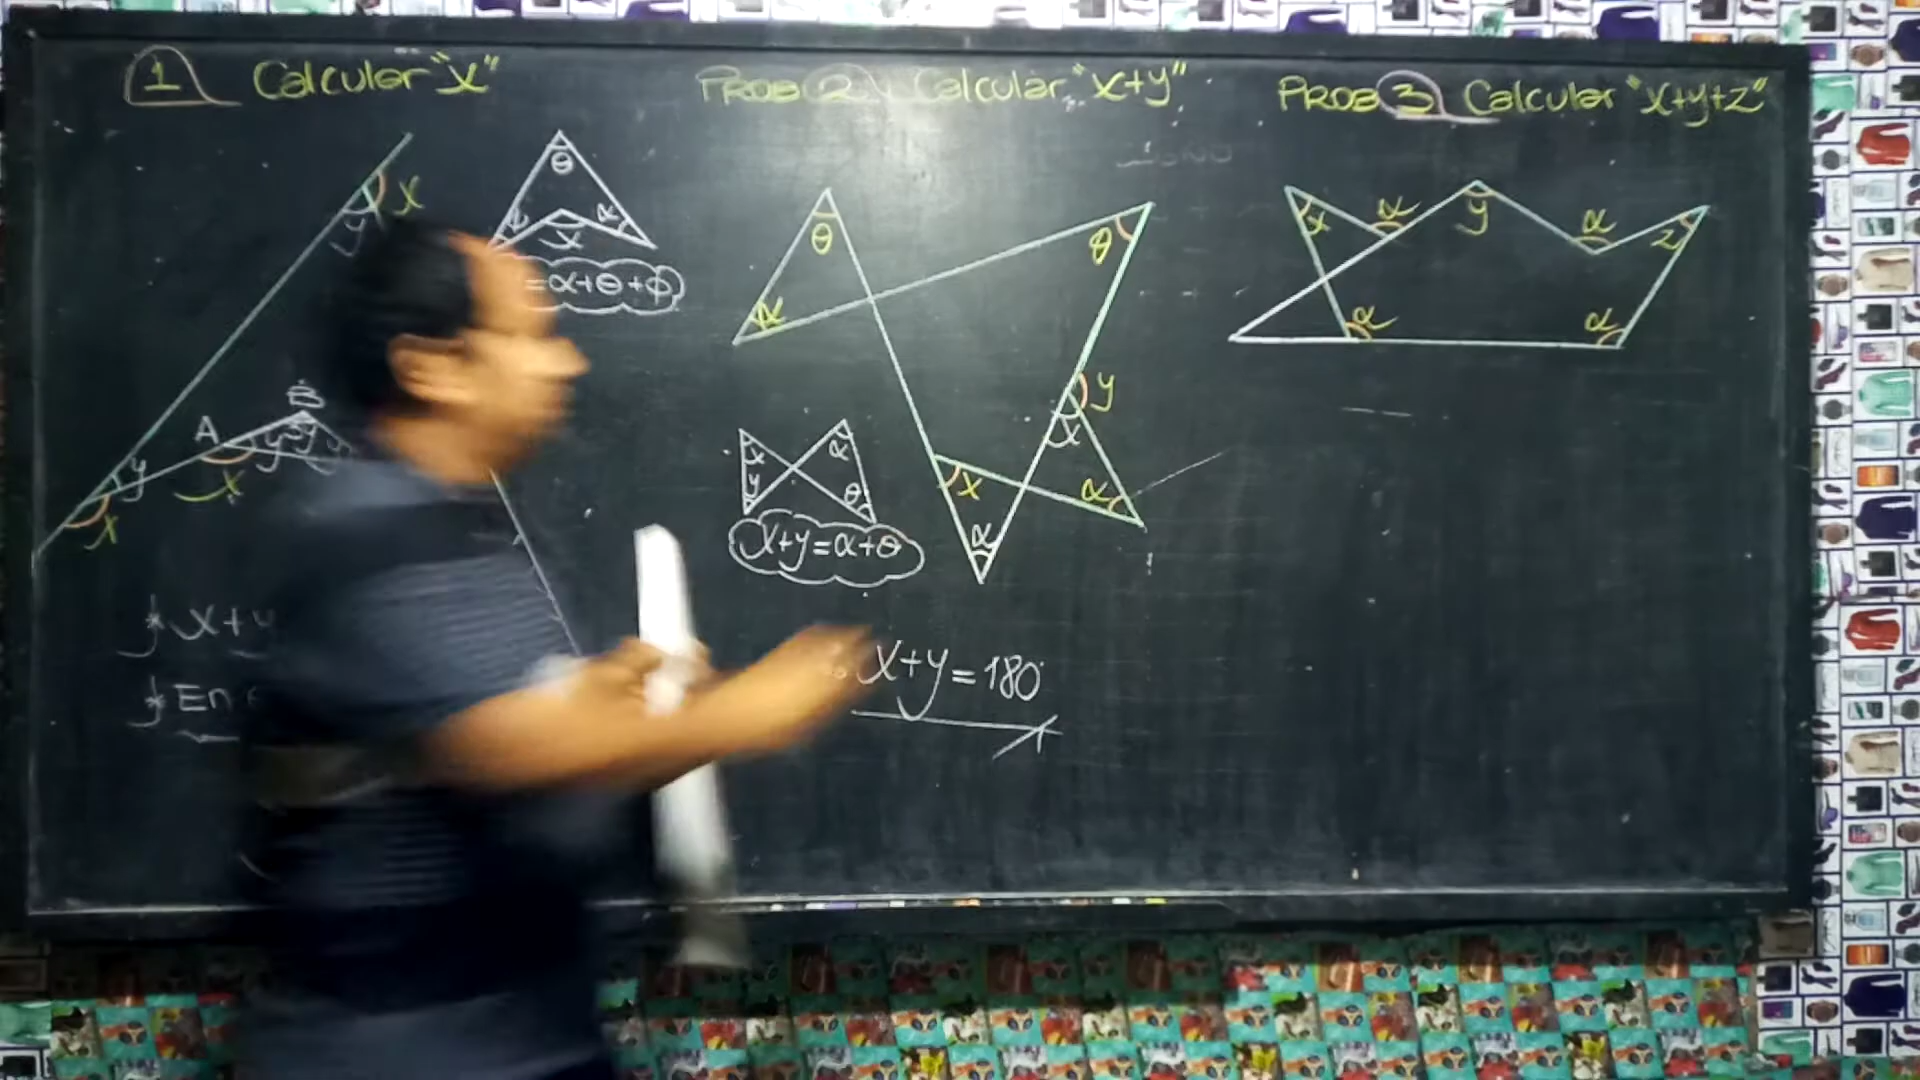 1 Calcular "x"
θ
x
y
α
x
=α+θ+ϕ
B
A
y
y
x
y
x
x+y
En
PROB 2 Calcular "x+y"
θ
θ
α
y
x
x
α
x
α
y
θ
α
x+y=α+θ
x+y=180
PROB 3 Calcular "x+y+z"
x
α
y
α
z
α
α